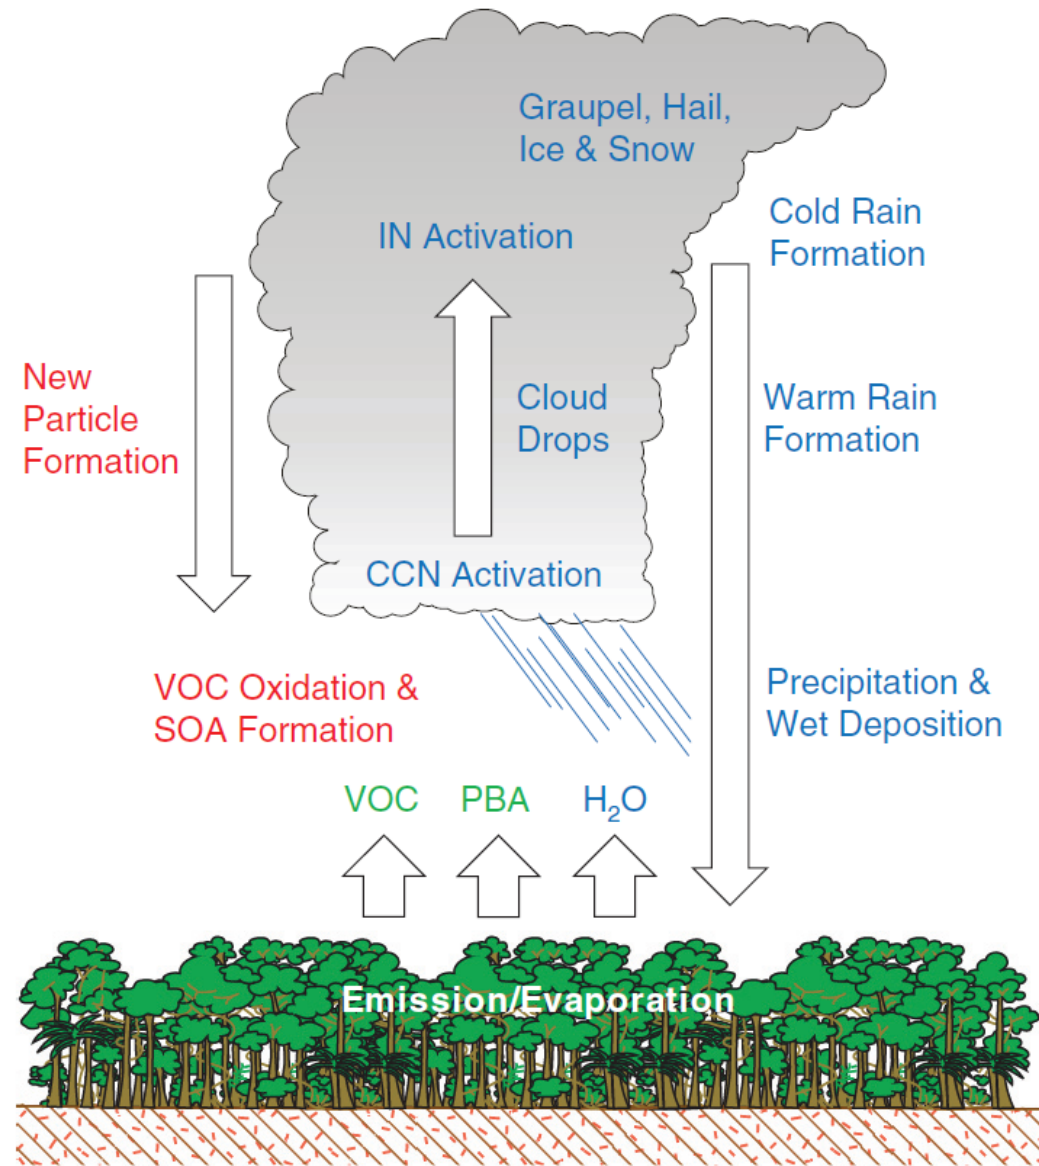 Graupel, Hail,
Ice & Snow
Cold Rain
Formation
IN Activation
New
Particle
Formation
Cloud
Drops
Warm Rain
Formation
CCN Activation
VOC Oxidation &
SOA Formation
Precipitation &
Wet Deposition
VOC
PBA
H₂O
Emission/Evaporation